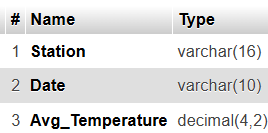 # Name Type
1 Station varchar(16)
2 Date varchar(10)
3 Avg_Temperature decimal(4,2)